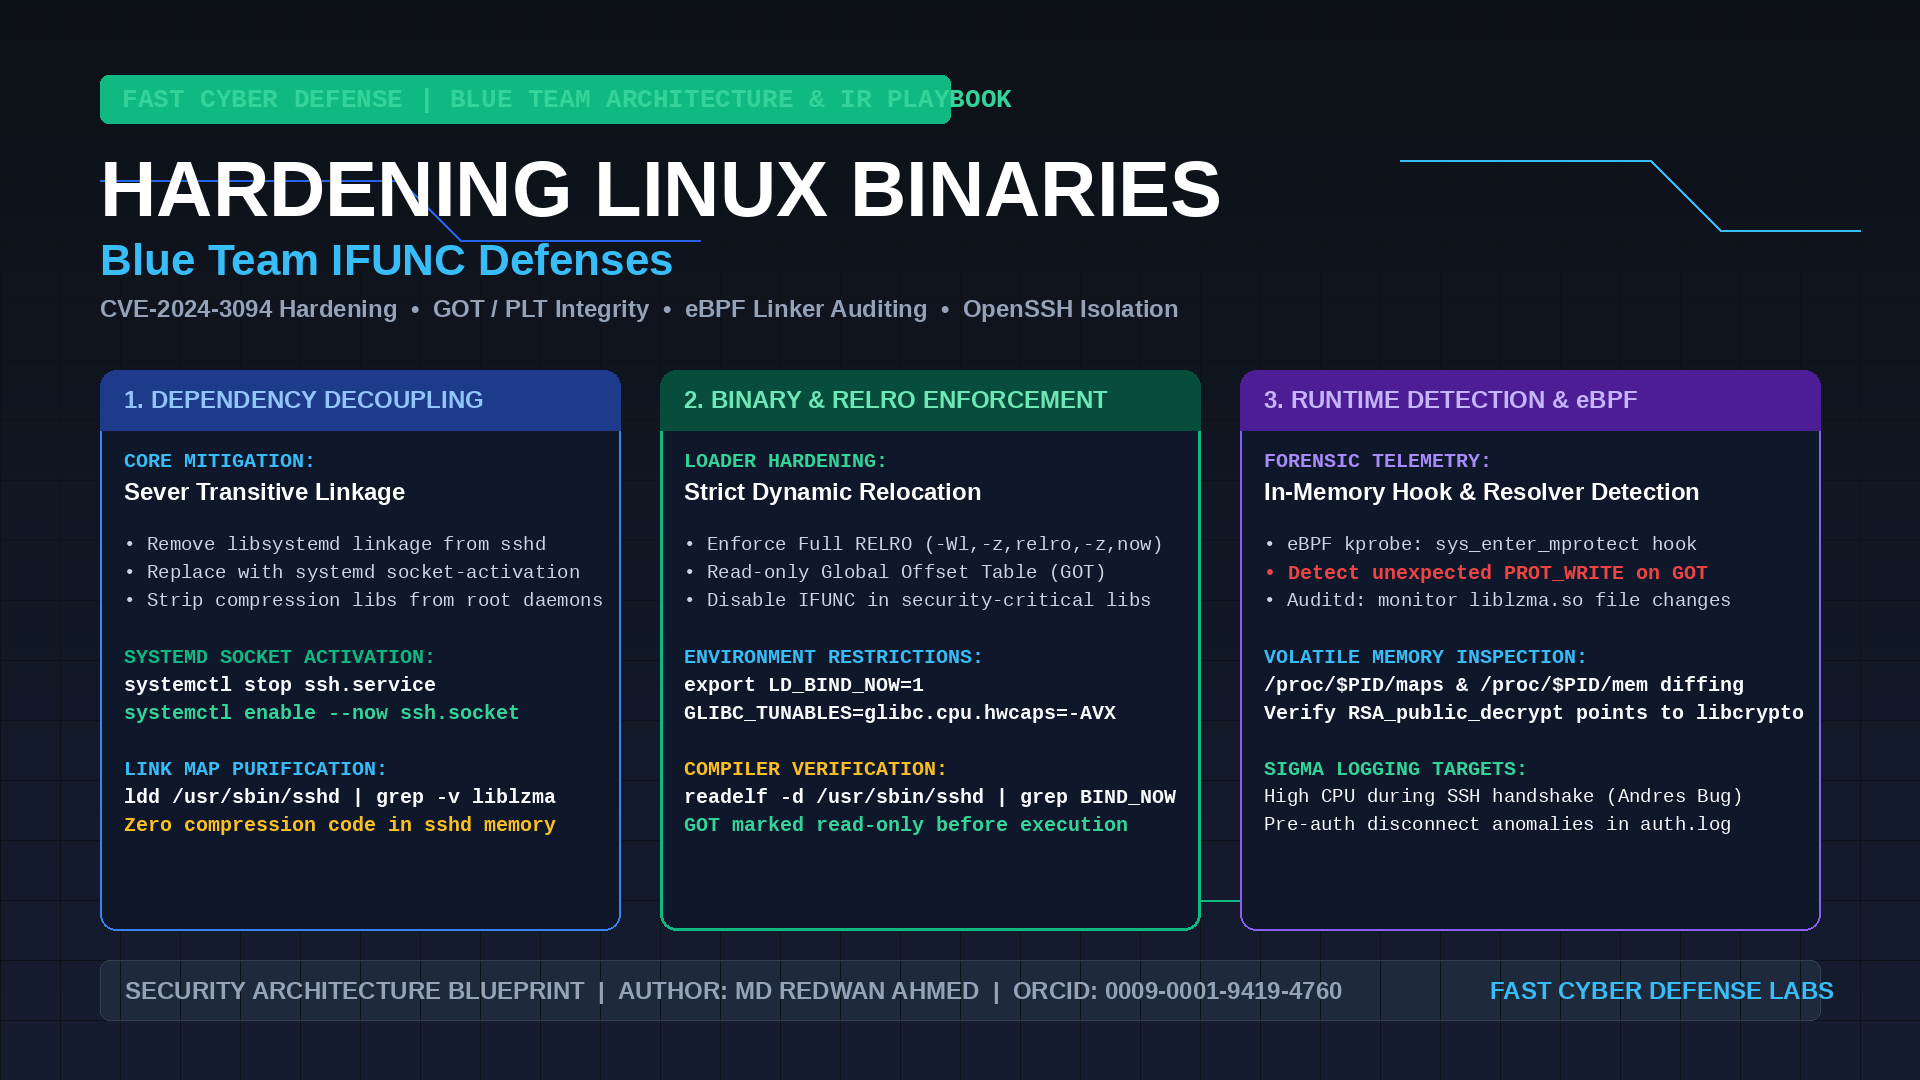 FAST CYBER DEFENSE | BLUE TEAM ARCHITECTURE & IR PLAYBOOK
HARDENING LINUX BINARIES
Blue Team IFUNC Defenses
CVE-2024-3094 Hardening • GOT / PLT Integrity • eBPF Linker Auditing • OpenSSH Isolation
1. DEPENDENCY DECOUPLING
CORE MITIGATION:
Sever Transitive Linkage
• Remove libsystemd linkage from sshd
• Replace with systemd socket-activation
• Strip compression libs from root daemons
SYSTEMD SOCKET ACTIVATION:
systemctl stop ssh.service
systemctl enable --now ssh.socket
LINK MAP PURIFICATION:
ldd /usr/sbin/sshd | grep -v liblzma
Zero compression code in sshd memory
2. BINARY & RELRO ENFORCEMENT
LOADER HARDENING:
Strict Dynamic Relocation
• Enforce Full RELRO (-Wl,-z,relro,-z,now)
• Read-only Global Offset Table (GOT)
• Disable IFUNC in security-critical libs
ENVIRONMENT RESTRICTIONS:
export LD_BIND_NOW=1
GLIBC_TUNABLES=glibc.cpu.hwcaps=-AVX
COMPILER VERIFICATION:
readelf -d /usr/sbin/sshd | grep BIND_NOW
GOT marked read-only before execution
3. RUNTIME DETECTION & eBPF
FORENSIC TELEMETRY:
In-Memory Hook & Resolver Detection
• eBPF kprobe: sys_enter_mprotect hook
• Detect unexpected PROT_WRITE on GOT
• Auditd: monitor liblzma.so file changes
VOLATILE MEMORY INSPECTION:
/proc/$PID/maps & /proc/$PID/mem diffing
Verify RSA_public_decrypt points to libcrypto
SIGMA LOGGING TARGETS:
High CPU during SSH handshake (Andres Bug)
Pre-auth disconnect anomalies in auth.log
SECURITY ARCHITECTURE BLUEPRINT | AUTHOR: MD REDWAN AHMED | ORCID: 0009-0001-9419-4760
FAST CYBER DEFENSE LABS